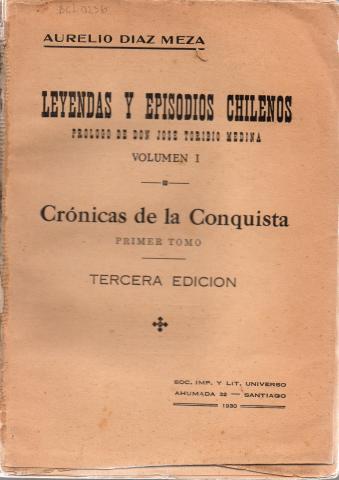 BCL0236
AURELIO DIAZ MEZA
LEYENDAS Y EPISODIOS CHILENOS
PROLOGO DE DON JOSE TORIBIO MEDINA
VOLUMEN I
Crónicas de la Conquista
PRIMER TOMO
TERCERA EDICION
SOC. IMP. Y LIT. UNIVERSO
AHUMADA 32 — SANTIAGO
1930